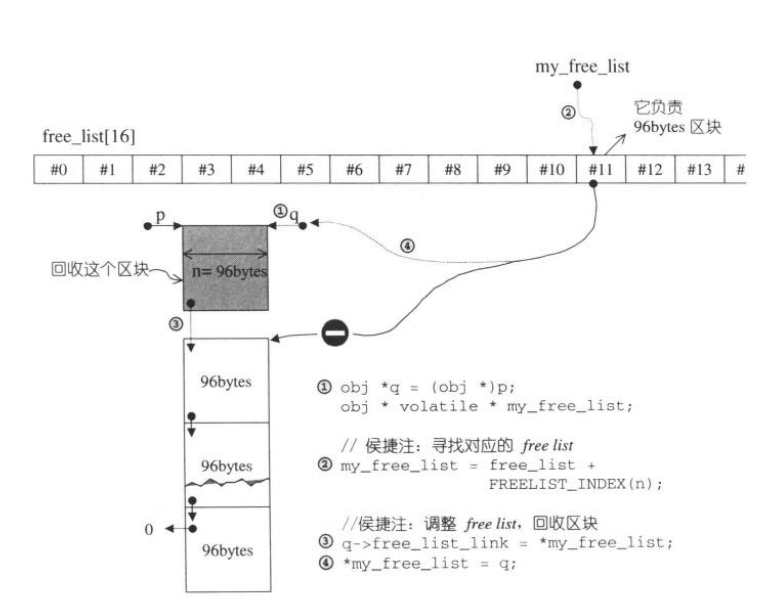 my_free_list
②
它负责
96bytes 区块
free_list[16]
#0 #1 #2 #3 #4 #5 #6 #7 #8 #9 #10 #11 #12 #13 #
p ①q
④
回收这个区块 n= 96bytes
③
96bytes
① obj *q = (obj *)p;
obj * volatile * my_free_list;
// 侯捷注：寻找对应的 free list
96bytes
② my_free_list = free_list +
FREELIST_INDEX(n);
//侯捷注：调整 free list，回收区块
0
③ q->free_list_link = *my_free_list;
96bytes
④ *my_free_list = q;